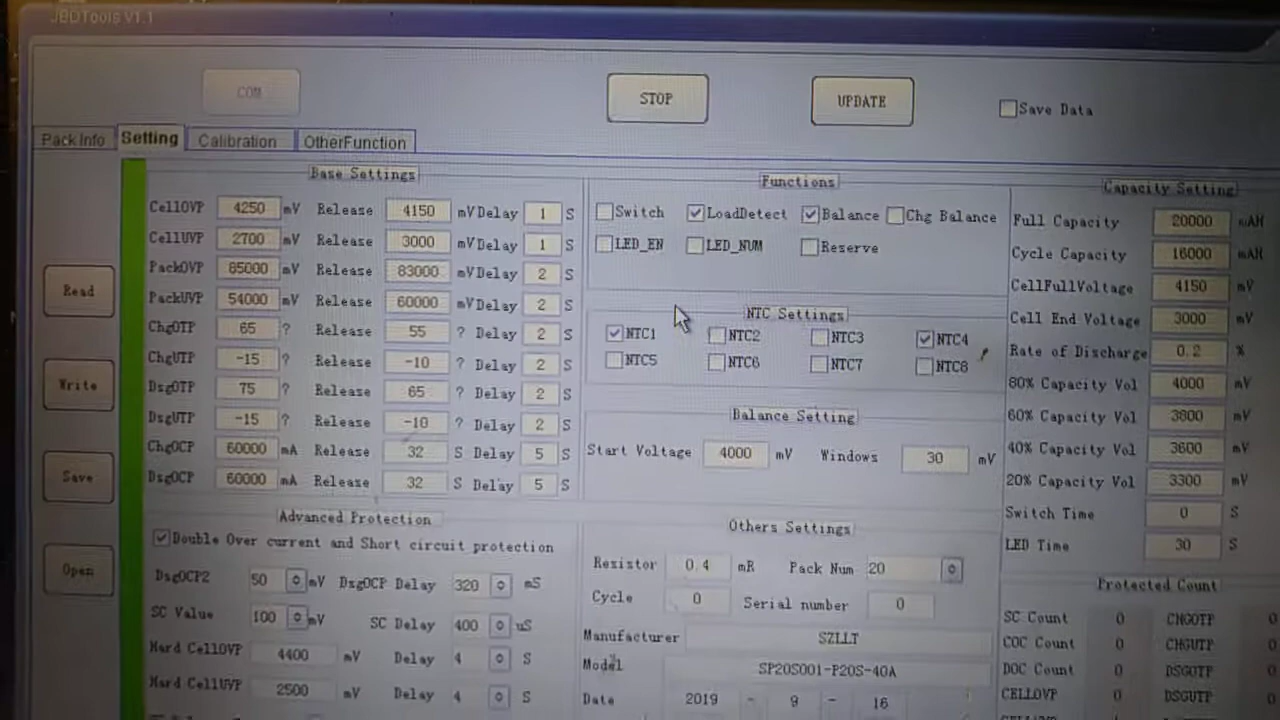 JBDTools V1.1
COM STOP UPDATE Save Data
Pack Info Setting Calibration OtherFunction
Read
Write
Save
Open
Base Settings
CellOVP 4250 mV Release 4150 mV Delay 1 S
CellUVP 2700 mV Release 3000 mV Delay 1 S
PackOVP 85000 mV Release 83000 mV Delay 2 S
PackUVP 54000 mV Release 60000 mV Delay 2 S
ChgOTP 65 ? Release 55 ? Delay 2 S
ChgUTP -15 ? Release -10 ? Delay 2 S
DsgOTP 75 ? Release 65 ? Delay 2 S
DsgUTP -15 ? Release -10 ? Delay 2 S
ChgOCP 60000 mA Release 32 S Delay 5 S
DsgOCP 60000 mA Release 32 S Delay 5 S
Advanced Protection
Double Over current and Short circuit protection
DsgOCP2 50 mV DsgOCP Delay 320 mS
SC Value 100 mV SC Delay 400 uS
Hard CellOVP 4400 mV Delay 4 S
Hard CellUVP 2500 mV Delay 4 S
Functions
Switch LoadDetect Balance Chg Balance
LED_EN LED_NUM Reserve
NTC Settings
NTC1 NTC2 NTC3 NTC4
NTC5 NTC6 NTC7 NTC8
Balance Setting
Start Voltage 4000 mV Windows 30 mV
Others Settings
Resistor 0.4 mR Pack Num 20
Cycle 0 Serial number 0
Manufacturer SZLLT
Model SP20S001-P20S-40A
Date 2019 - 9 - 16
Capacity Setting
Full Capacity 20000 mAH
Cycle Capacity 16000 mAH
CellFullVoltage 4150 mV
Cell End Voltage 3000 mV
Rate of Discharge 0.2 %
80% Capacity Vol 4000 mV
60% Capacity Vol 3800 mV
40% Capacity Vol 3600 mV
20% Capacity Vol 3300 mV
Switch Time 0 S
LED Time 30 S
Protected Count
SC Count 0 CHGOTP 0
COC Count 0 CHGUTP 0
DOC Count 0 DSGOTP 0
CELLOVP 0 DSGUTP 0